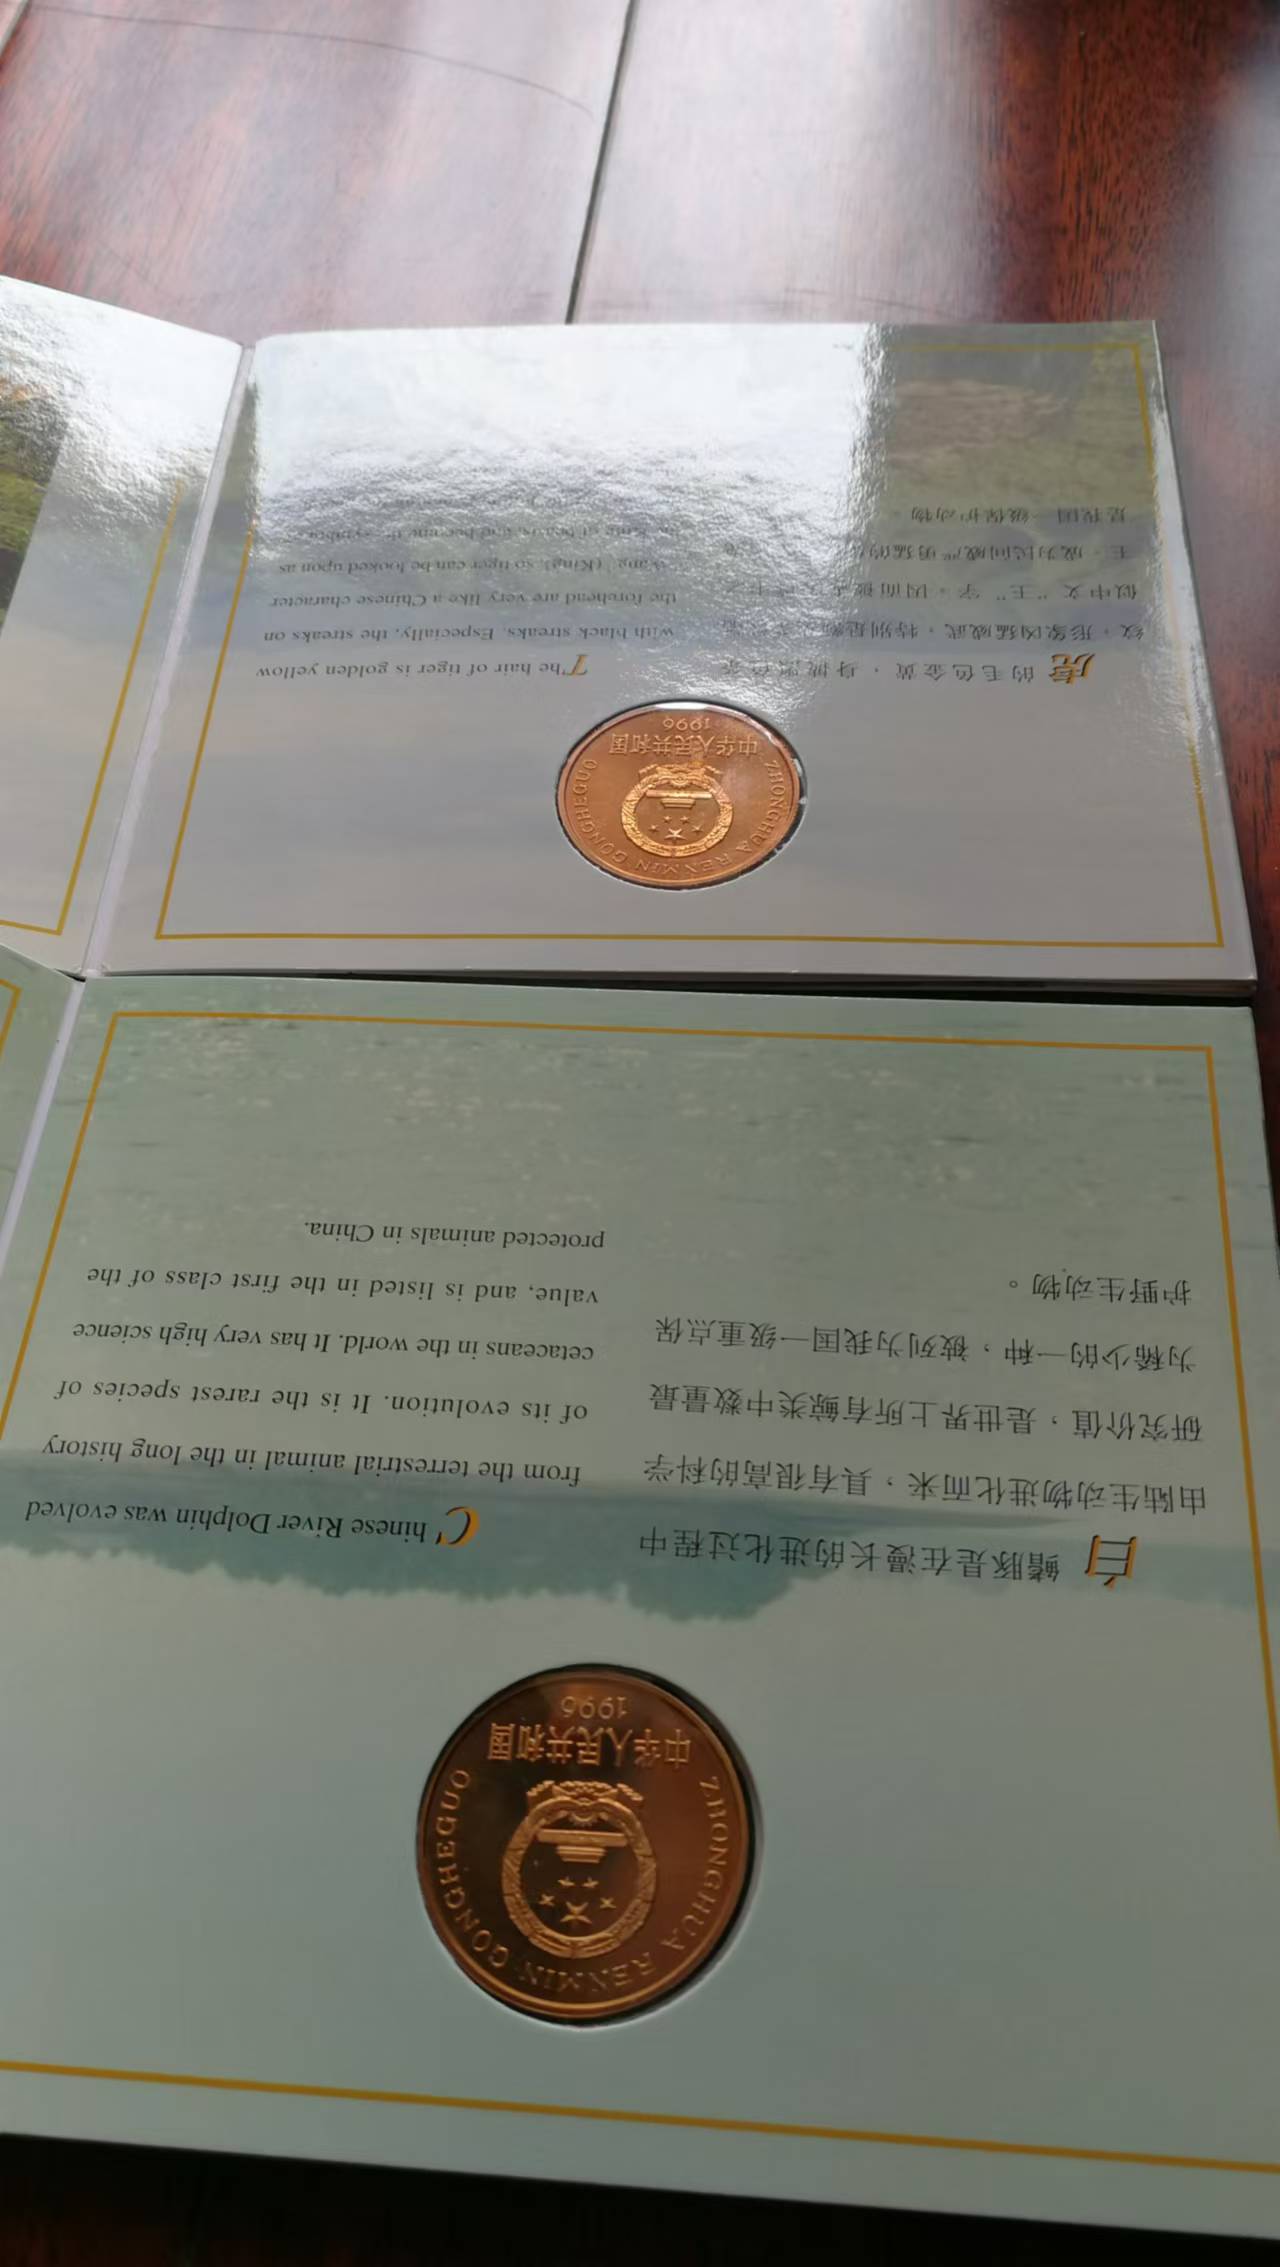 白鳍豚是在漫长的进化过程中
由陆生动物进化而来，具有很高的科学
研究价值，是世界上所有鲸类中数量最
为稀少的一种，被列为我国一级重点保
护野生动物。
Chinese River Dolphin was evolved
from the terrestrial animal in the long history
of its evolution. It is the rarest species of
cetaceans in the world. It has very high science
value, and is listed in the first class of the
protected animals in China.
ZHONGHUA RENMIN GONGHEGUO
中华人民共和国
1996
虎的毛色金黄，身披黑色条
纹，形象凶猛威武，特别是
似中文"王"字，因而被
王，成为民间威严勇猛的
是我国一级保护动物。
The hair of tiger is golden yellow
with black streaks. Especially, the streaks on
the forehead are very like a Chinese character
"Wang" (King), so tiger can be looked upon as
the King of beasts, and become the symbol
ZHONGHUA RENMIN GONGHEGUO
中华人民共和国
1996